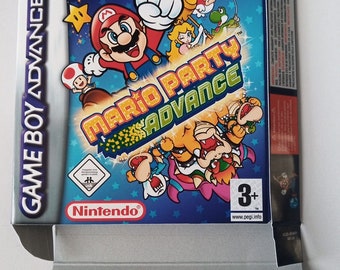 GAME BOY ADVANCE
MARIO PARTY
ADVANCE
3+
www.pegi.info
Nintendo